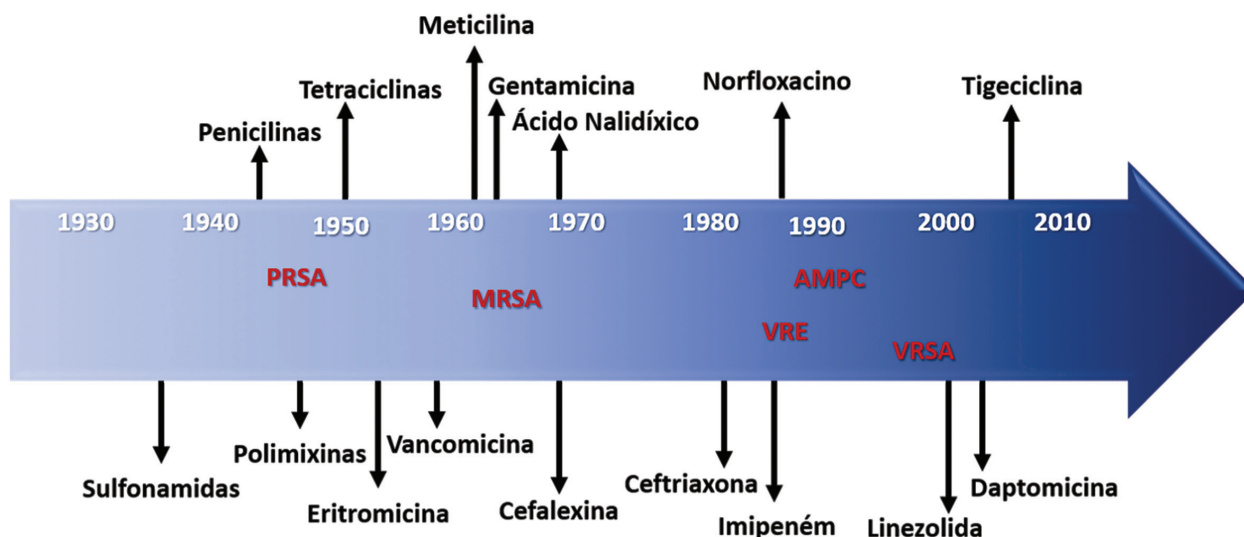 Meticilina
Tetraciclinas
Gentamicina
Norfloxacino
Tigeciclina
Penicilinas
Ácido Nalidíxico
1930 1940 1950 1960 1970 1980 1990 2000 2010
PRSA
MRSA
AMPC
VRE
VRSA
Sulfonamidas
Polimixinas
Vancomicina
Eritromicina
Cefalexina
Ceftriaxona
Imipeném
Linezolida
Daptomicina